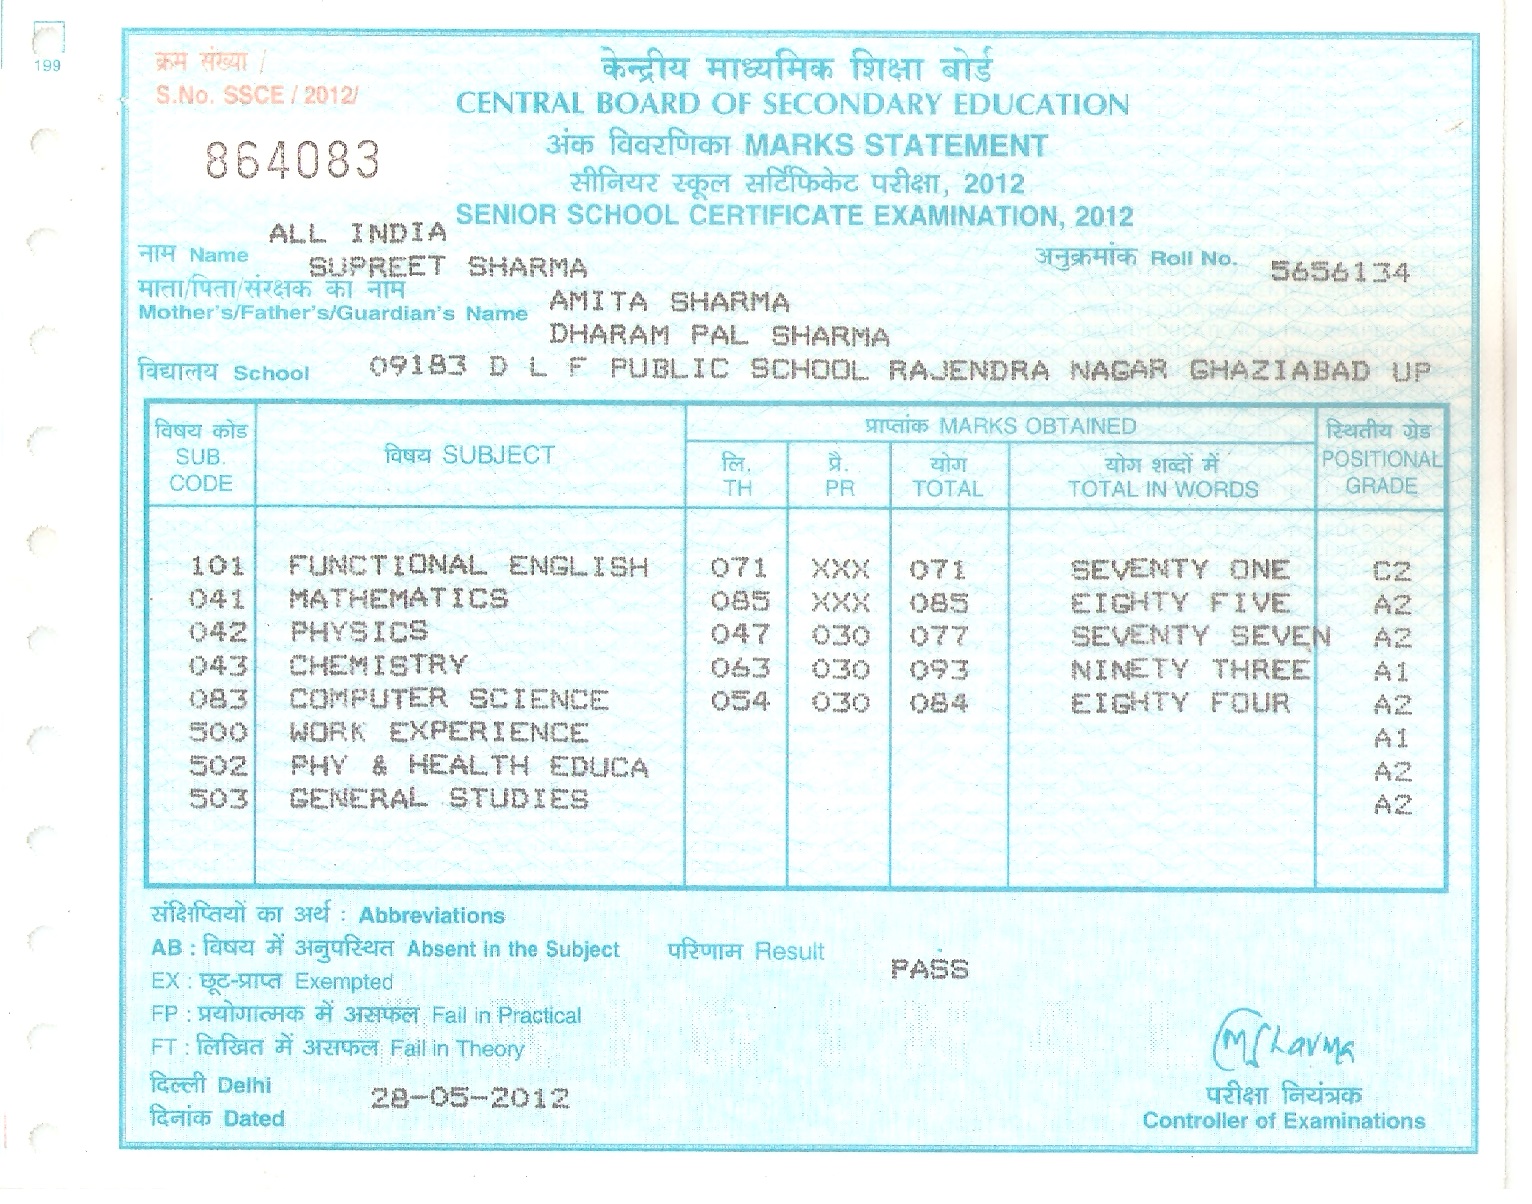 199
क्रम संख्या /
S.No. SSCE / 2012/
864083
केन्द्रीय माध्यमिक शिक्षा बोर्ड
CENTRAL BOARD OF SECONDARY EDUCATION
अंक विवरणिका MARKS STATEMENT
सीनियर स्कूल सर्टिफिकेट परीक्षा, 2012
SENIOR SCHOOL CERTIFICATE EXAMINATION, 2012
ALL INDIA
नाम Name SUPREET SHARMA
अनुक्रमांक Roll No. 5656134
माता/पिता/संरक्षक का नाम
Mother's/Father's/Guardian's Name AMITA SHARMA
DHARAM PAL SHARMA
विद्यालय School 09183 D L F PUBLIC SCHOOL RAJENDRA NAGAR GHAZIABAD UP
विषय कोड SUB. CODE
विषय SUBJECT
प्राप्तांक MARKS OBTAINED
लि. TH
प्रै. PR
योग TOTAL
योग शब्दों में TOTAL IN WORDS
स्थितीय ग्रेड POSITIONAL GRADE
101 FUNCTIONAL ENGLISH 071 XXX 071 SEVENTY ONE C2
041 MATHEMATICS 085 XXX 085 EIGHTY FIVE A2
042 PHYSICS 047 030 077 SEVENTY SEVEN A2
043 CHEMISTRY 063 030 093 NINETY THREE A1
083 COMPUTER SCIENCE 054 030 084 EIGHTY FOUR A2
500 WORK EXPERIENCE A1
502 PHY & HEALTH EDUCA A2
503 GENERAL STUDIES A2
संक्षिप्तियों का अर्थ : Abbreviations
AB : विषय में अनुपस्थित Absent in the Subject
परिणाम Result PASS
EX : छूट-प्राप्त Exempted
FP : प्रयोगात्मक में असफल Fail in Practical
FT : लिखित में असफल Fail in Theory
दिल्ली Delhi
दिनांक Dated 28-05-2012
MSharma
परीक्षा नियंत्रक
Controller of Examinations